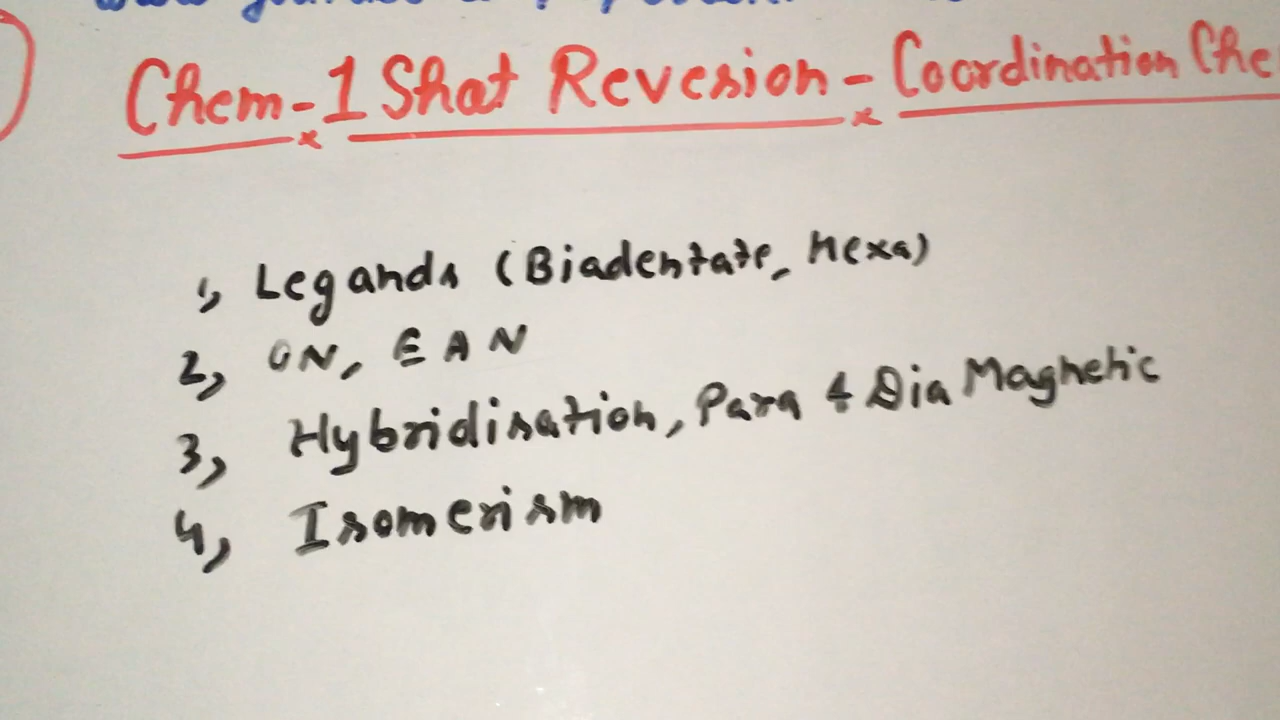 Chem-1 Shot Revesion - Coordination Che
1, Legands (Biadentate, Hexa)
2, ON, EAN
3, Hybridisation, Para & Dia Magnetic
4, Isomerism